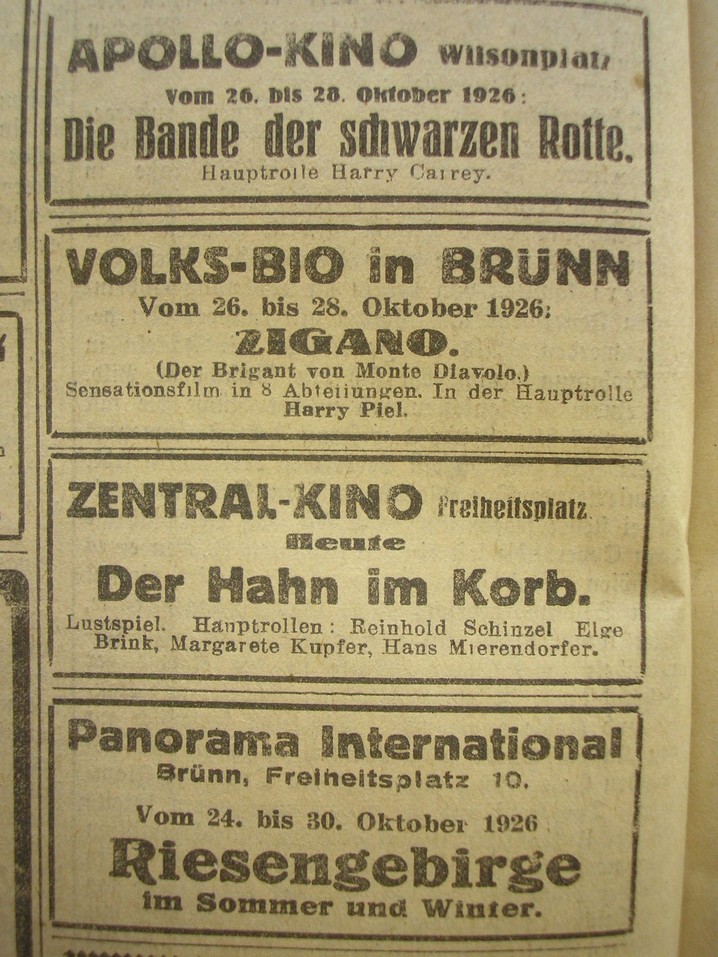 APOLLO-KINO Wilsonplatz
Vom 26. bis 28. Oktober 1926:
Die Bande der schwarzen Rotte.
Hauptrolle Harry Carrey.
VOLKS-BIO in BRÜNN
Vom 26. bis 28. Oktober 1926:
ZIGANO.
(Der Brigant von Monte Diavolo.)
Sensationsfilm in 8 Abteilungen. In der Hauptrolle
Harry Piel.
ZENTRAL-KINO Freiheitsplatz
Heute
Der Hahn im Korb.
Lustspiel. Hauptrollen: Reinhold Schinzel Elge
Brink, Margarete Kupfer, Hans Mierendorfer.
Panorama International
Brünn, Freiheitsplatz 10.
Vom 24. bis 30. Oktober 1926
Riesengebirge
im Sommer und Winter.